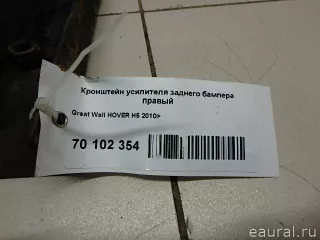 Кронштейн усилителя заднего бампера
правый
Great Wall HOVER H5 2010>
70 102 354
eaural.ru